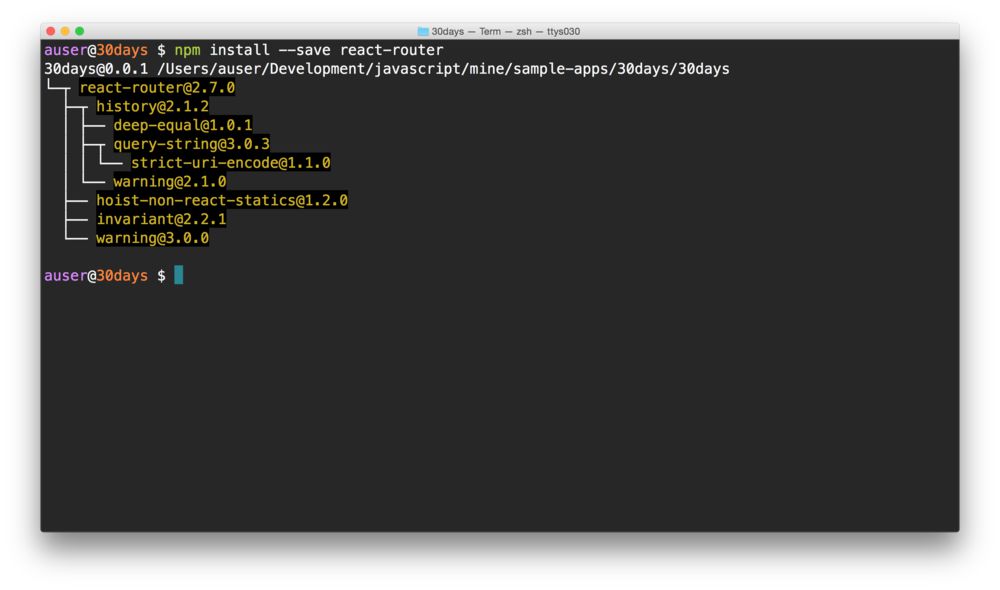 30days — Term — zsh — ttys030
auser@30days $ npm install --save react-router
30days@0.0.1 /Users/auser/Development/javascript/mine/sample-apps/30days/30days
└─┬ react-router@2.7.0
  ├─┬ history@2.1.2
  │ ├── deep-equal@1.0.1
  │ ├─┬ query-string@3.0.3
  │ │ └── strict-uri-encode@1.1.0
  │ └── warning@2.1.0
  ├── hoist-non-react-statics@1.2.0
  ├── invariant@2.2.1
  └── warning@3.0.0
auser@30days $